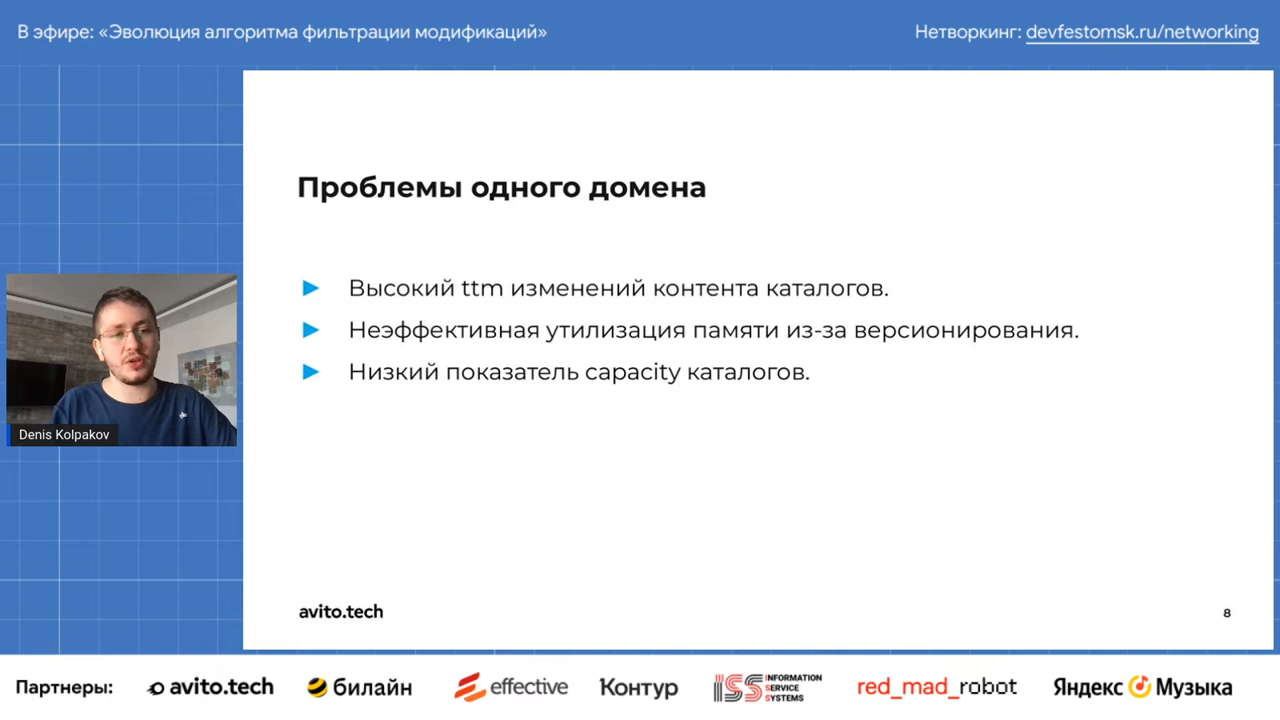 В эфире: «Эволюция алгоритма фильтрации модификаций»
Нетворкинг: devfestomsk.ru/networking
Проблемы одного домена
Высокий ttm изменений контента каталогов.
Неэффективная утилизация памяти из-за версионирования.
Низкий показатель capacity каталогов.
Denis Kolpakov
avito.tech
8
Партнеры:
avito.tech
билайн
effective
Контур
ISS INFORMATION
SERVICE
SYSTEMS
red_mad_robot
Яндекс Музыка